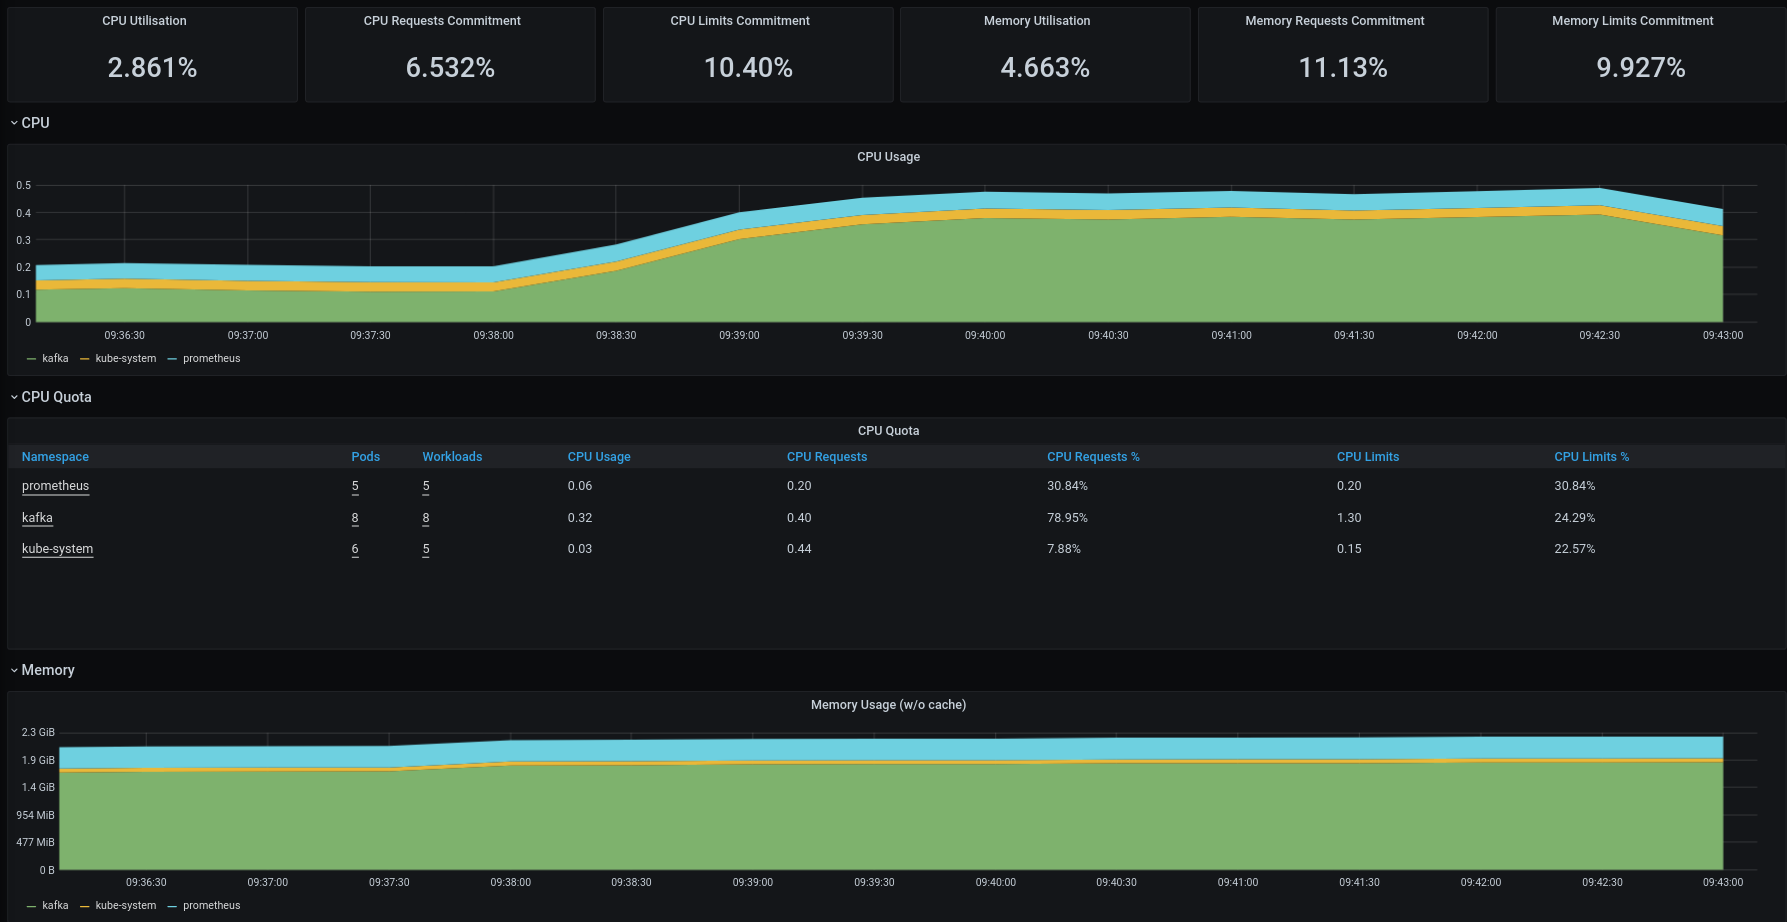 CPU Utilisation CPU Requests Commitment CPU Limits Commitment Memory Utilisation Memory Requests Commitment Memory Limits Commitment
2.861% 6.532% 10.40% 4.663% 11.13% 9.927%
CPU
CPU Usage
0.5
0.4
0.3
0.2
0.1
0
09:36:30 09:37:00 09:37:30 09:38:00 09:38:30 09:39:00 09:39:30 09:40:00 09:40:30 09:41:00 09:41:30 09:42:00 09:42:30 09:43:00
kafka kube-system prometheus
CPU Quota
CPU Quota
Namespace Pods Workloads CPU Usage CPU Requests CPU Requests % CPU Limits CPU Limits %
prometheus 5 5 0.06 0.20 30.84% 0.20 30.84%
kafka 8 8 0.32 0.40 78.95% 1.30 24.29%
kube-system 6 5 0.03 0.44 7.88% 0.15 22.57%
Memory
Memory Usage (w/o cache)
2.3 GiB
1.9 GiB
1.4 GiB
954 MiB
477 MiB
0 B
09:36:30 09:37:00 09:37:30 09:38:00 09:38:30 09:39:00 09:39:30 09:40:00 09:40:30 09:41:00 09:41:30 09:42:00 09:42:30 09:43:00
kafka kube-system prometheus